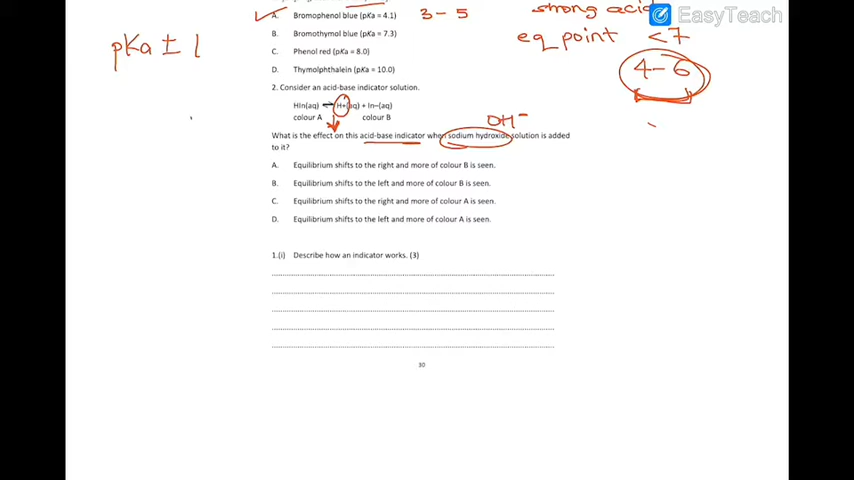 strong acid
A. Bromophenol blue (pKa = 4.1) 3 - 5
EasyTeach
B. Bromothymol blue (pKa = 7.3)
eq point < 7
pKa ± 1
C. Phenol red (pKa = 8.0)
D. Thymolphthalein (pKa = 10.0)
4 - 6
2. Consider an acid-base indicator solution.
HIn(aq) ⇌ H+(aq) + In–(aq)
colour A colour B
OH⁻
What is the effect on this acid-base indicator when sodium hydroxide solution is added
to it?
A. Equilibrium shifts to the right and more of colour B is seen.
B. Equilibrium shifts to the left and more of colour B is seen.
C. Equilibrium shifts to the right and more of colour A is seen.
D. Equilibrium shifts to the left and more of colour A is seen.
1.(i) Describe how an indicator works. (3)
30